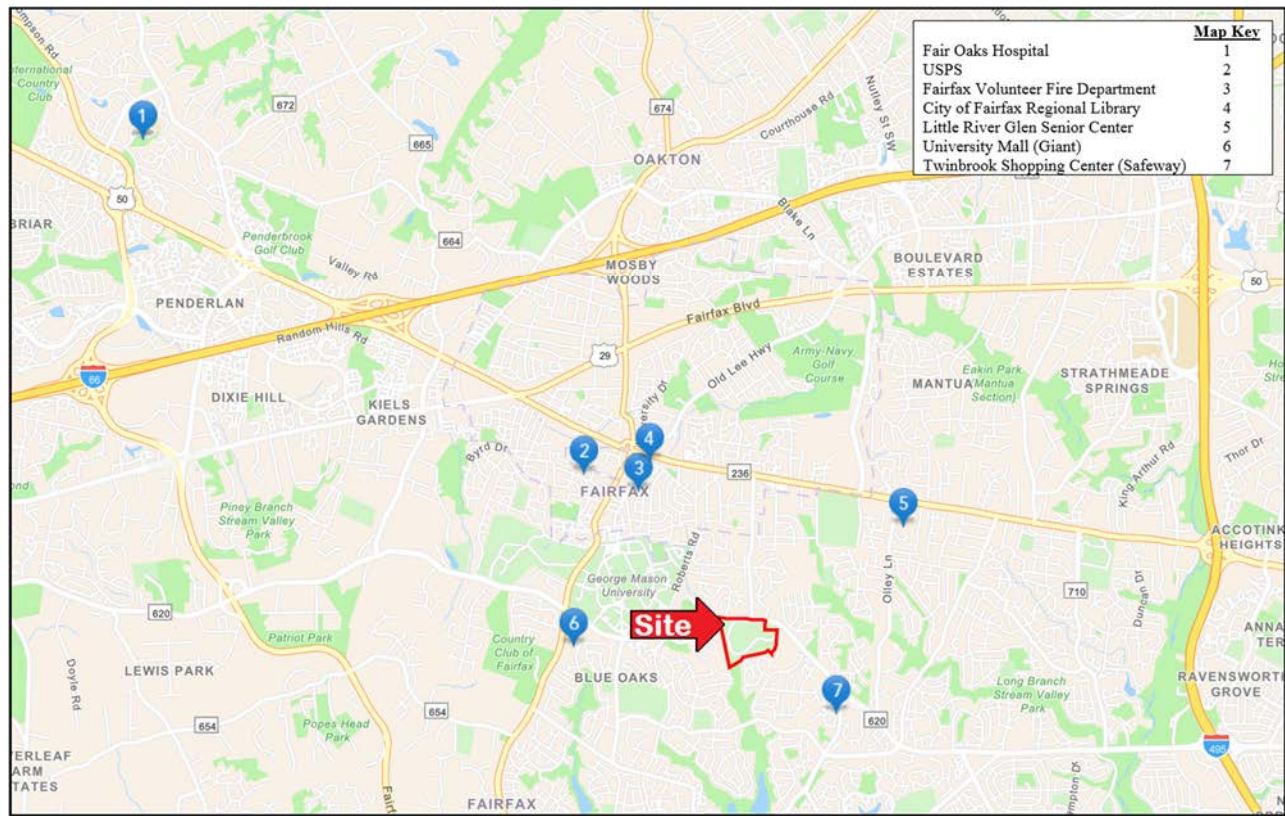 Map Key
Fair Oaks Hospital 1
USPS 2
Fairfax Volunteer Fire Department 3
City of Fairfax Regional Library 4
Little River Glen Senior Center 5
University Mall (Giant) 6
Twinbrook Shopping Center (Safeway) 7
Country
Club
1
672
665
674
Courthouse Rd
Nutley St SW
OAKTON
50
BRIAR
Penderbrook
Golf Club
Valley Rd
664
Blake Ln
MOSBY
WOODS
BOULEVARD
ESTATES
50
PENDERLAN
Random Hills Rd
Fairfax Blvd
29
66
DIXIE HILL
KIELS
GARDENS
Old Lee Hwy
Army-Navy
Golf
Course
MANTUA
Eakin Park
(Mantua
Section)
STRATHMEADE
SPRINGS
Byrd Dr
2
4
3
FAIRFAX
236
5
King Arthur Rd
Thor Dr
Piney Branch
Stream Valley
Park
ACCOTINK
HEIGHTS
George Mason
University
Roberts Rd
Olley Ln
710
Duncan Dr
620
Patriot Park
6
Site
Country
Club of
Fairfax
Doyle Rd
LEWIS PARK
BLUE OAKS
7
620
Long Branch
Stream Valley
Park
RAVENSWORTH
GROVE
654
Popes Head
Park
654
495
FAIRFAX